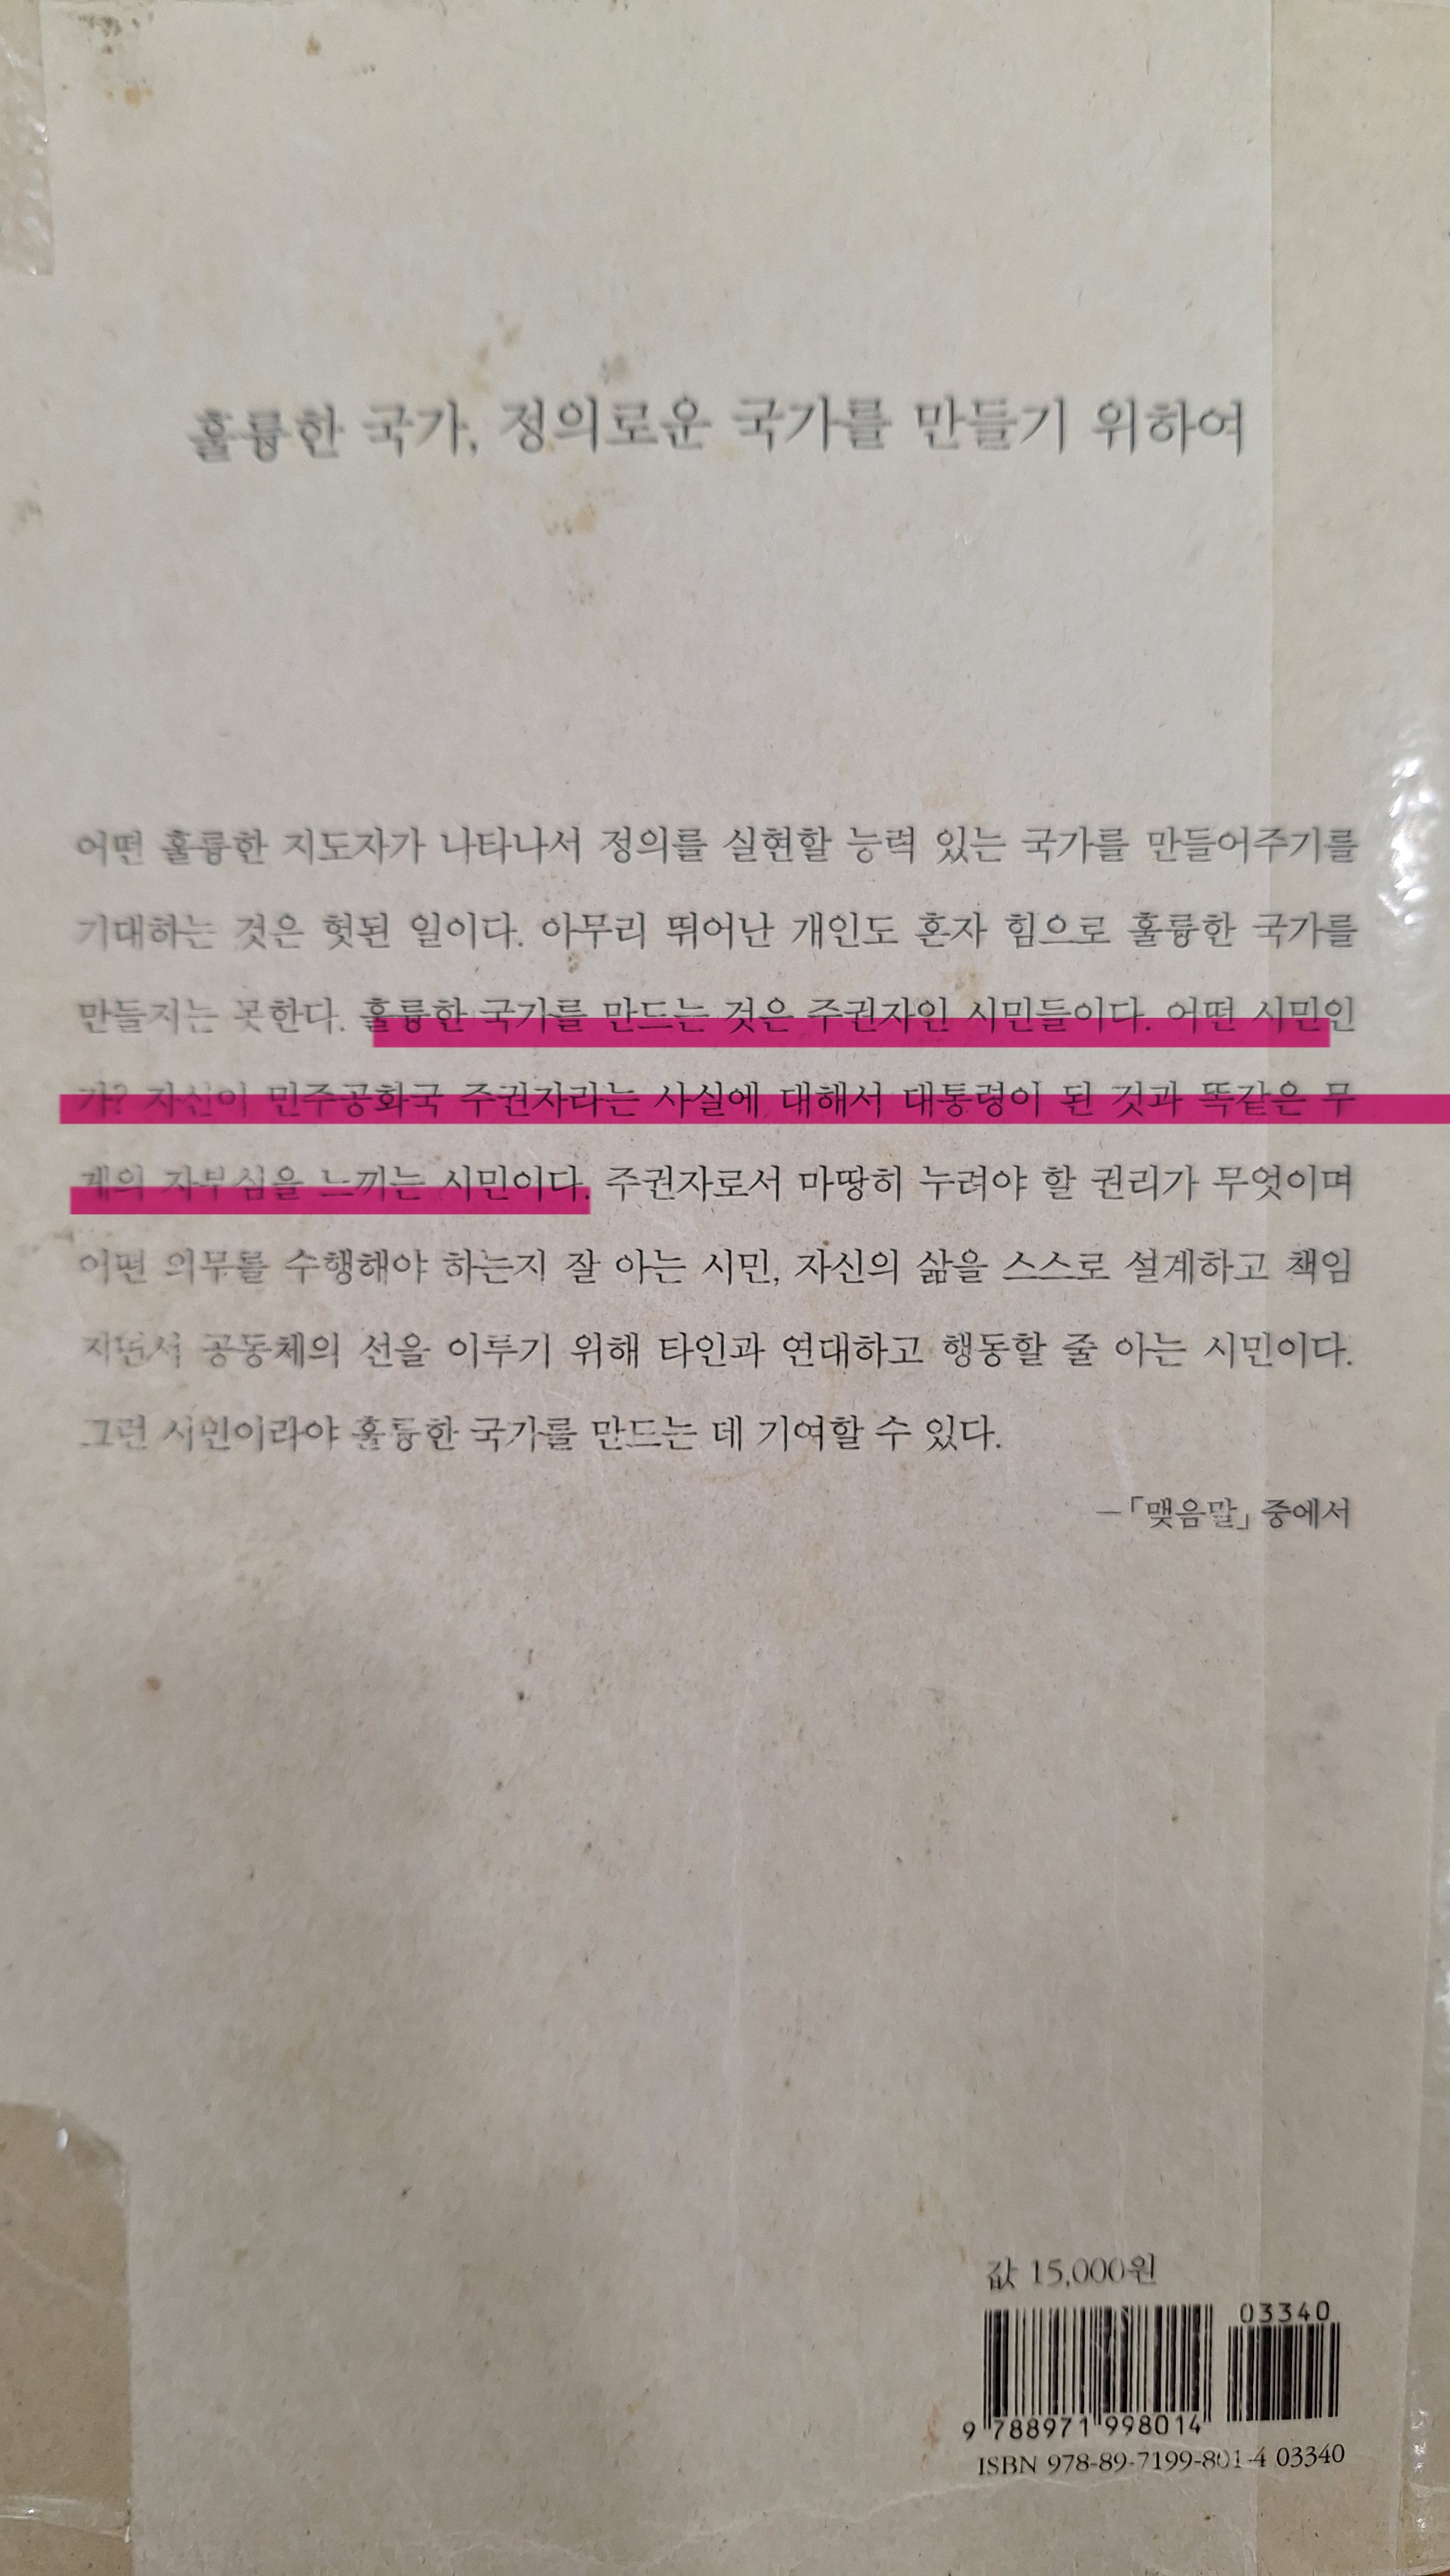 훌륭한 국가, 정의로운 국가를 만들기 위하여
어떤 훌륭한 지도자가 나타나서 정의를 실현할 능력 있는 국가를 만들어주기를
기대하는 것은 헛된 일이다. 아무리 뛰어난 개인도 혼자 힘으로 훌륭한 국가를
만들지는 못한다. 훌륭한 국가를 만드는 것은 주권자인 시민들이다. 어떤 시민인
가? 자신이 민주공화국 주권자라는 사실에 대해서 대통령이 된 것과 똑같은 무
게의 자부심을 느끼는 시민이다. 주권자로서 마땅히 누려야 할 권리가 무엇이며
어떤 의무를 수행해야 하는지 잘 아는 시민, 자신의 삶을 스스로 설계하고 책임
지면서 공동체의 선을 이루기 위해 타인과 연대하고 행동할 줄 아는 시민이다.
그런 시민이라야 훌륭한 국가를 만드는 데 기여할 수 있다.
–「맺음말」 중에서
값 15,000원
03340
9 788971 998014
ISBN 978-89-7199-801-4 03340